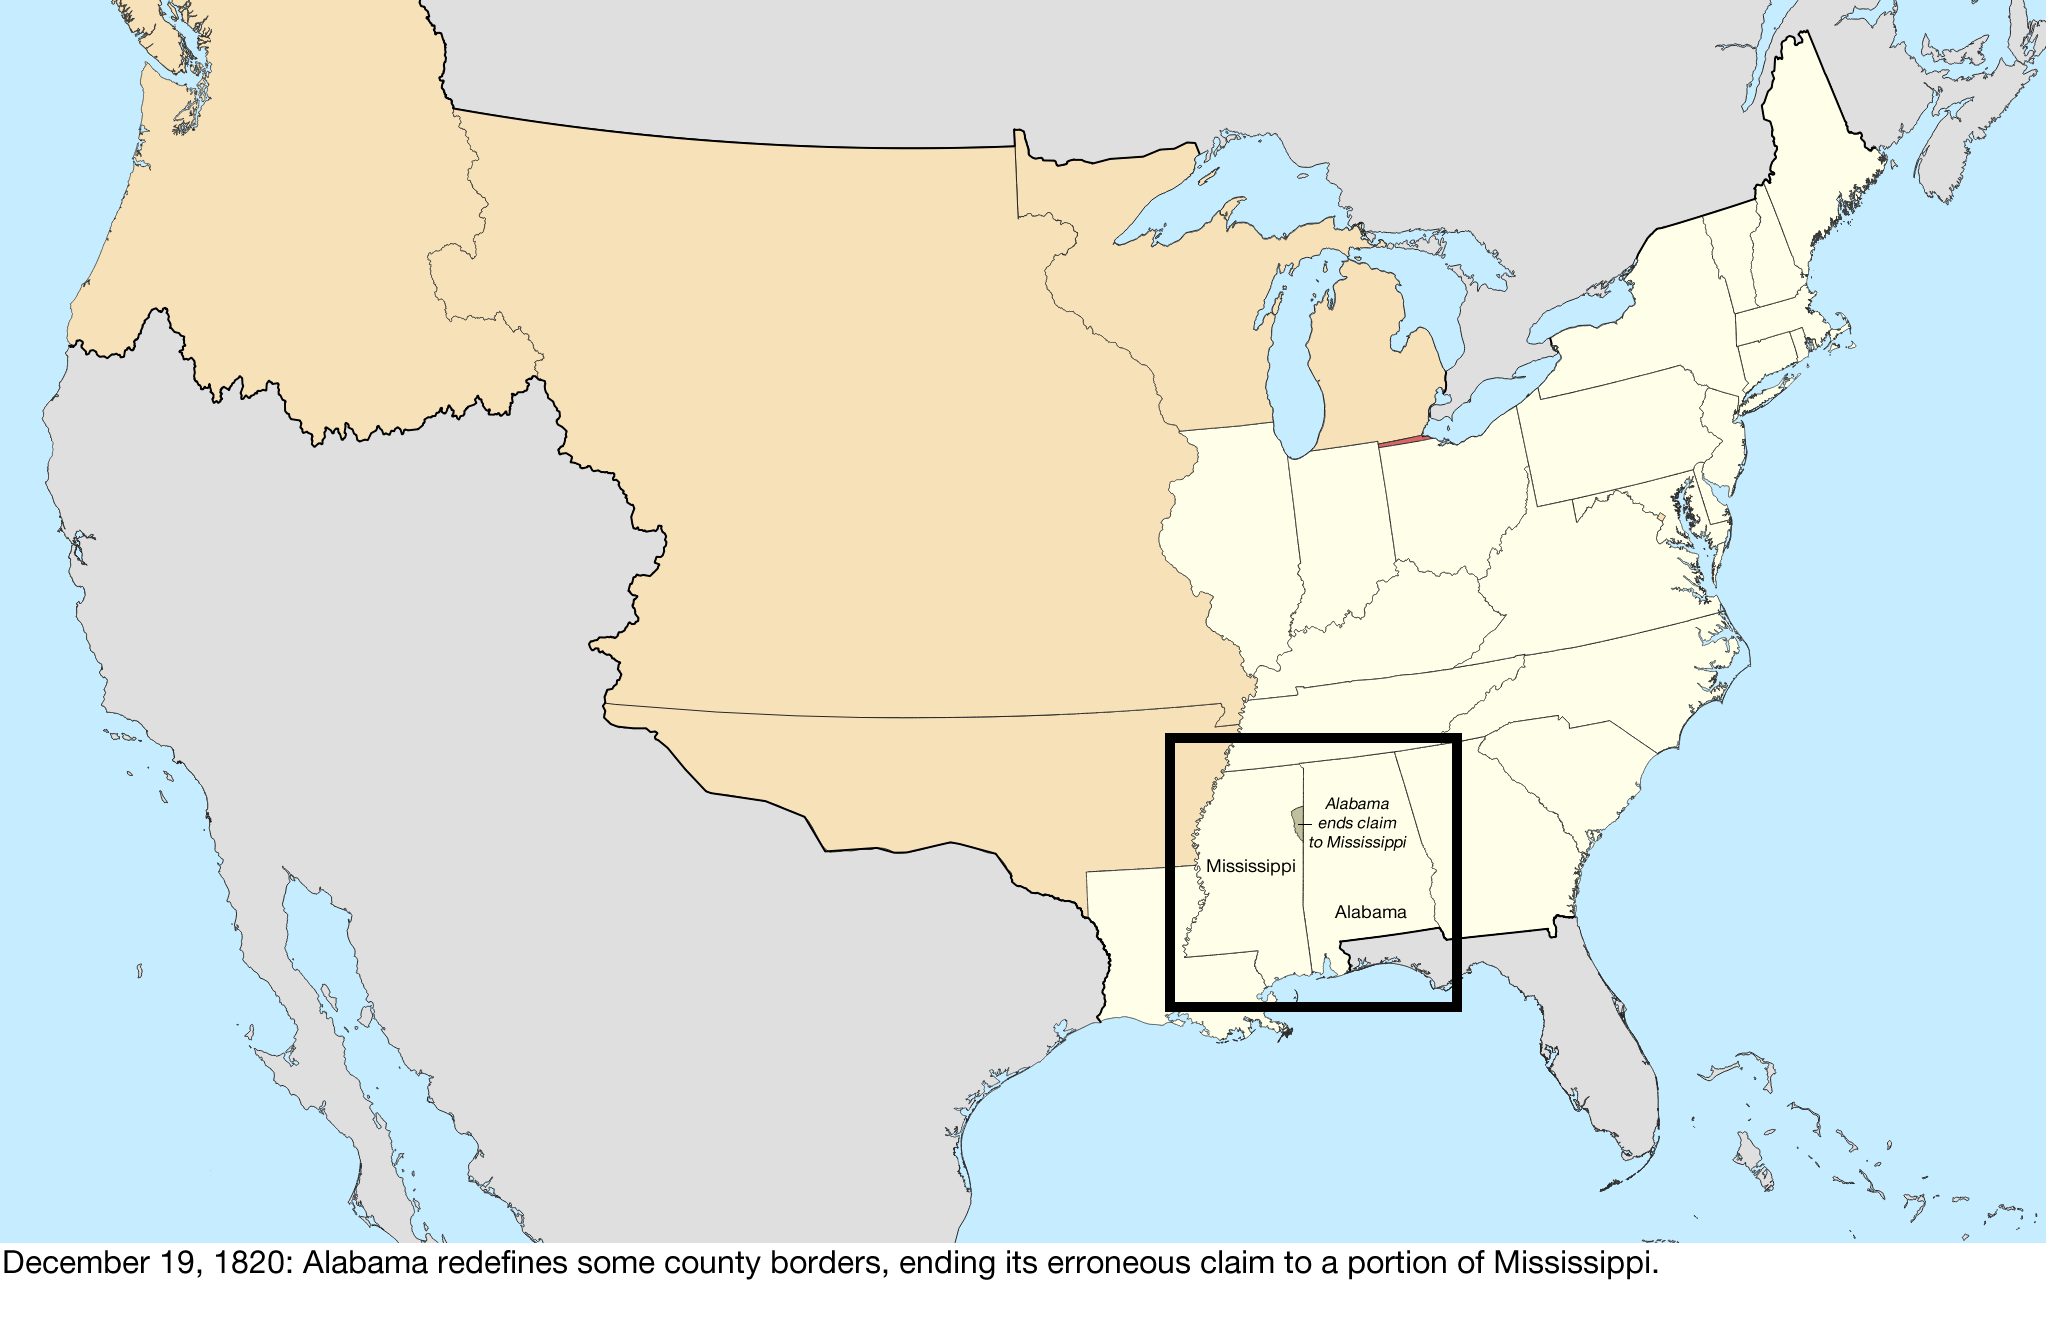 Alabama
ends claim
to Mississippi
Mississippi
Alabama
December 19, 1820: Alabama redefines some county borders, ending its erroneous claim to a portion of Mississippi.